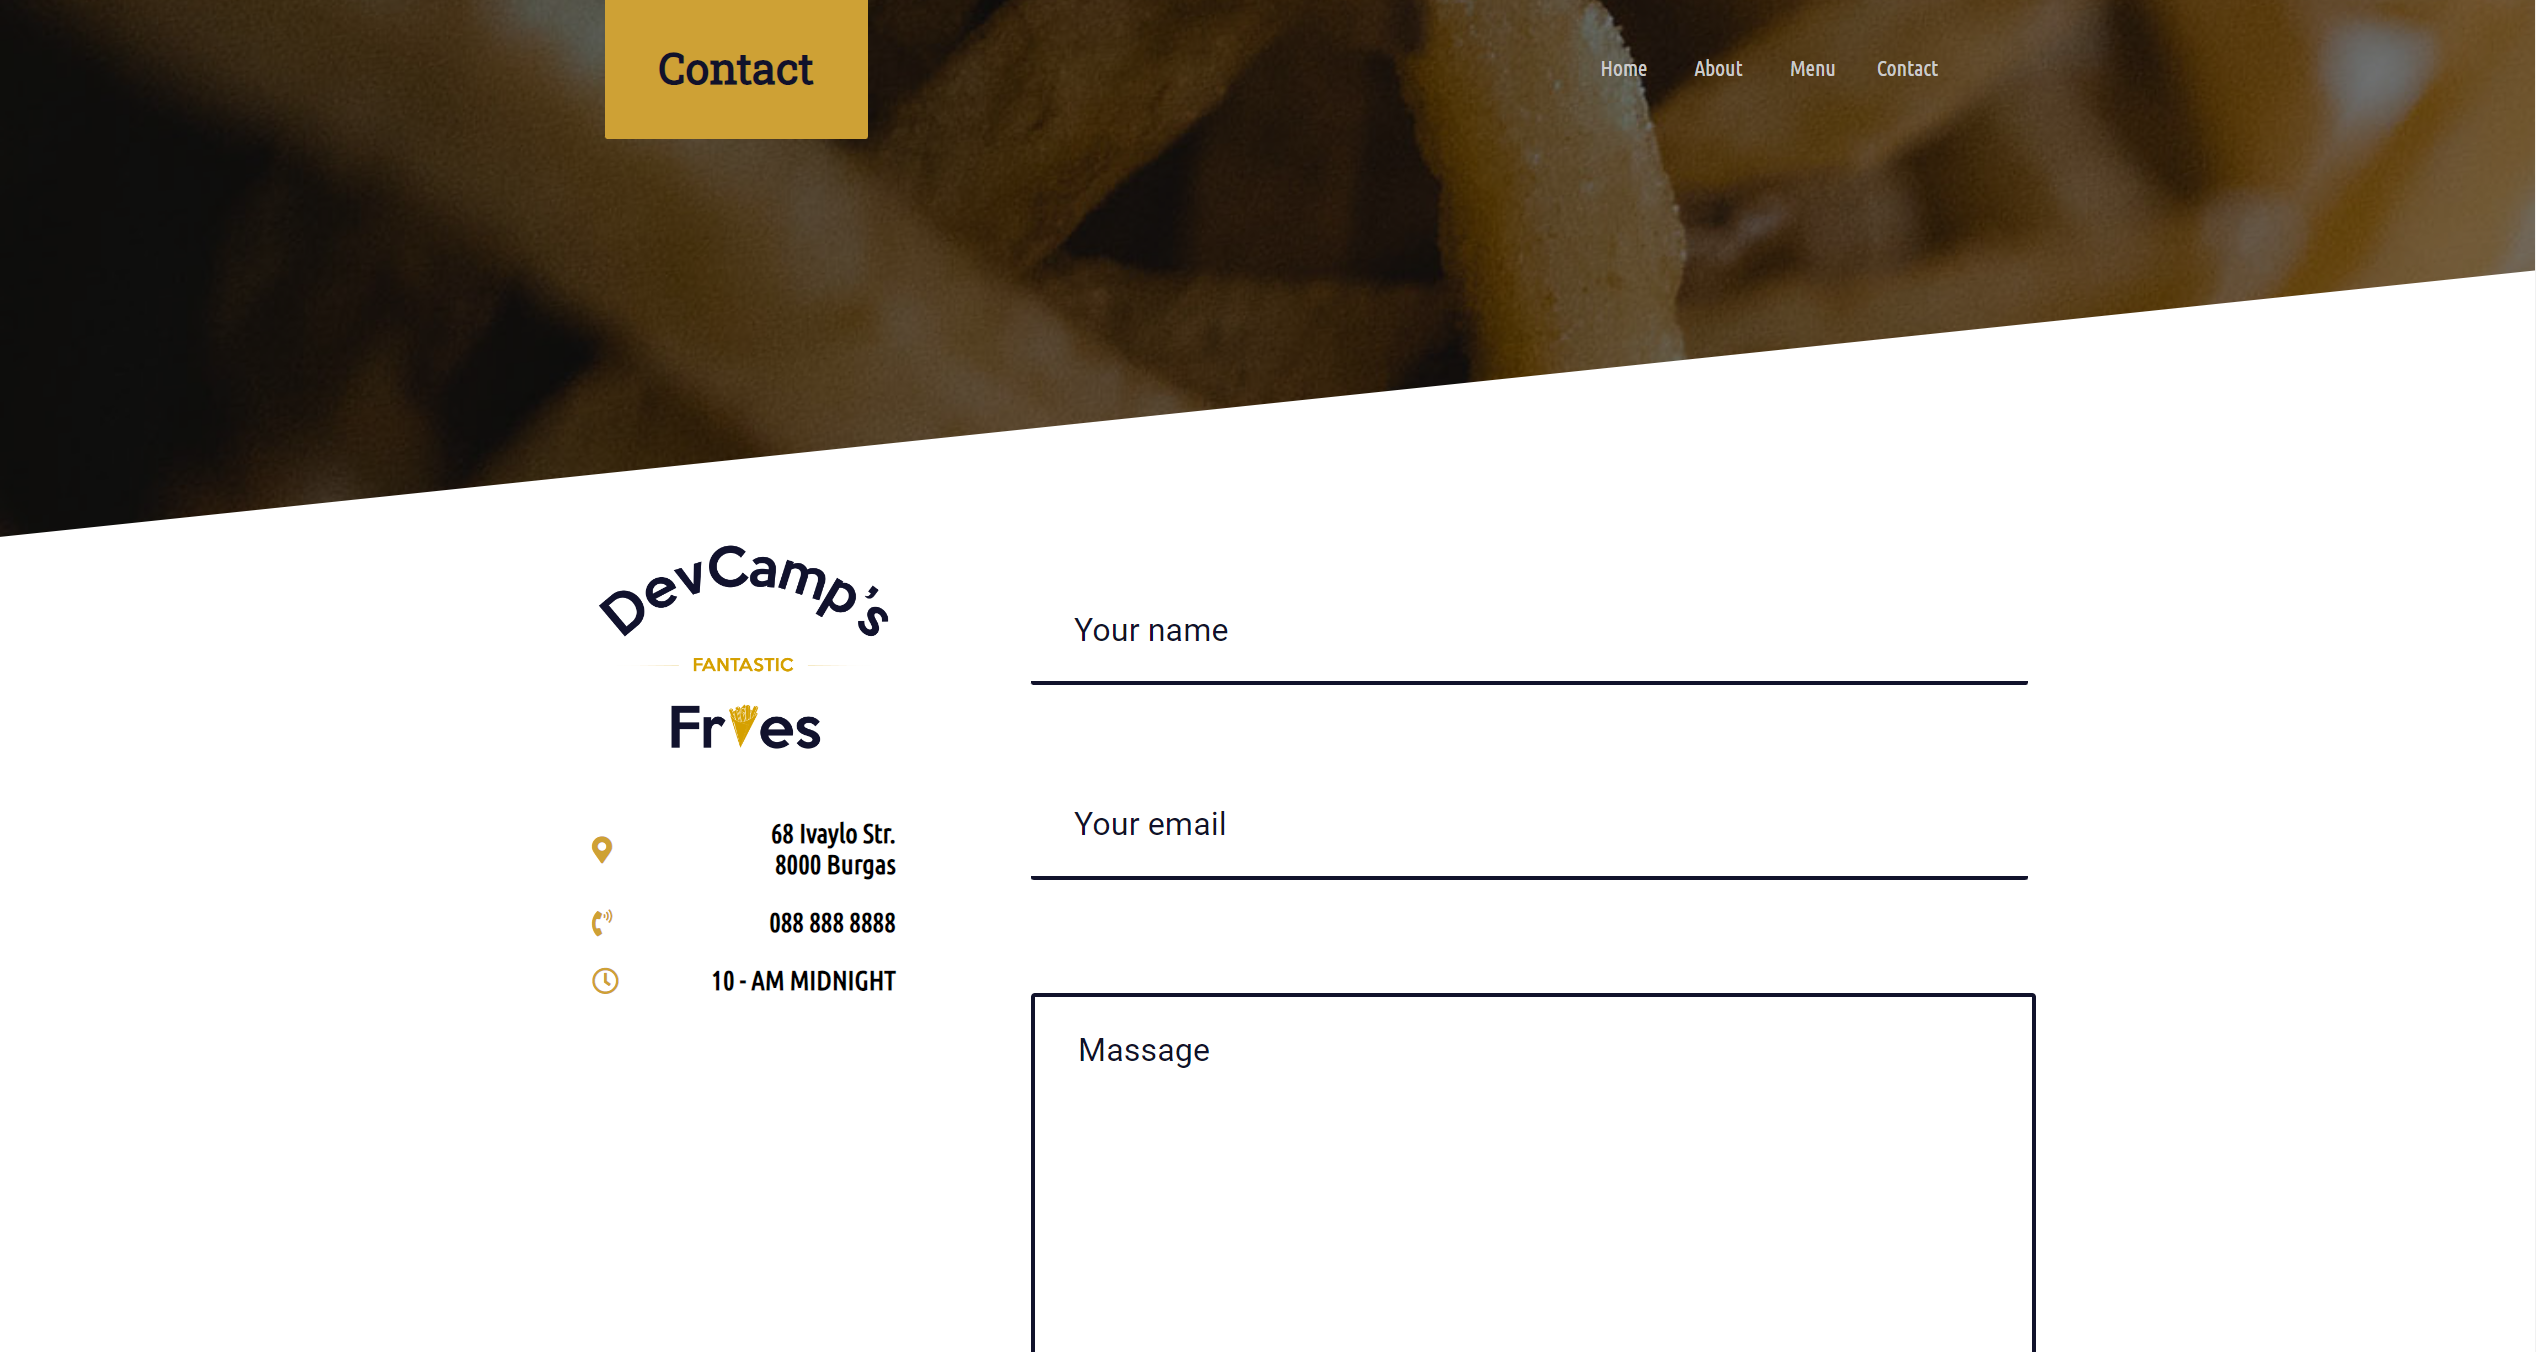 Contact
Home About Menu Contact
DevCamp's
FANTASTIC
Fries
Your name
Your email
68 Ivaylo Str.
8000 Burgas
088 888 8888
10 - AM MIDNIGHT
Massage